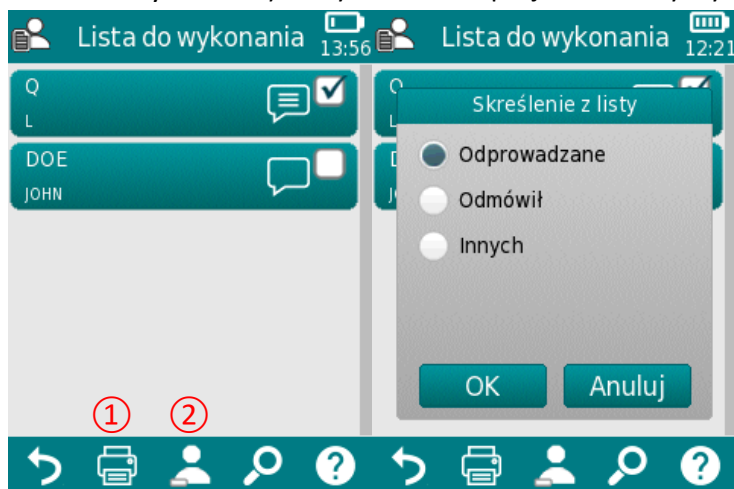 Lista do wykonania 13:56
Q
L
DOE
JOHN
① ②
?
Lista do wykonania 12:21
Q
L
D
J
Skreślenie z listy
Odprowadzane
Odmówił
Innych
OK Anuluj
?